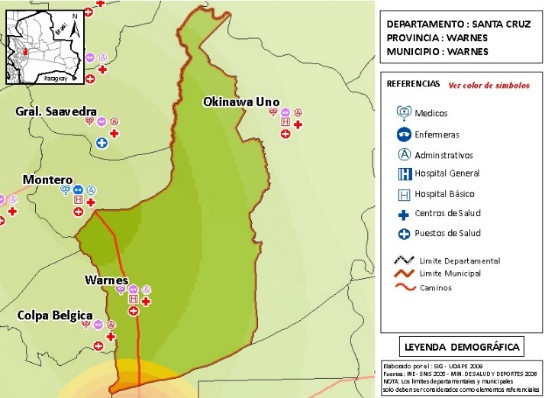 N
Brasil
Paragray
Okinawa Uno
Gral. Saavedra
Montero
Warnes
Colpa Belgica
DEPARTAMENTO : SANTA CRUZ
PROVINCIA : WARNES
MUNICIPIO : WARNES
REFERENCIAS Ver color de simbolos
Medicos
Enfermeras
Adminstrativos
Hospital General
Hospital Básico
Centros de Salud
Puestos de Salud
Limite Departamental
Limite Municipal
Caminos
LEYENDA DEMOGRÁFICA
Elaborado por el : SIG - UDAPE 2009
Fuentes: INE - SNIS 2005 - MIN. DE SALUD Y DEPORTES 2006
NOTA: Los limites departamentales y municipales
solo deben ser considerados como elementos referenciales